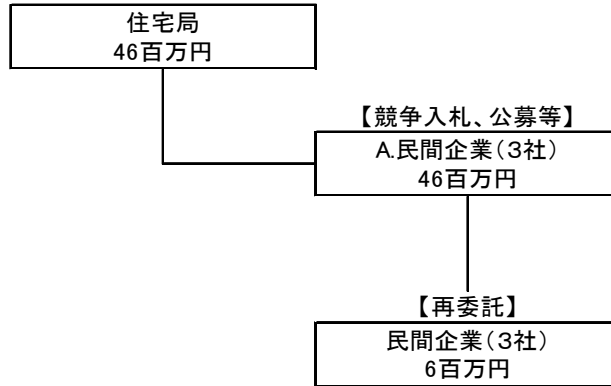 住宅局
46百万円
【競争入札、公募等】
A.民間企業(3社)
46百万円
【再委託】
民間企業(3社)
6百万円